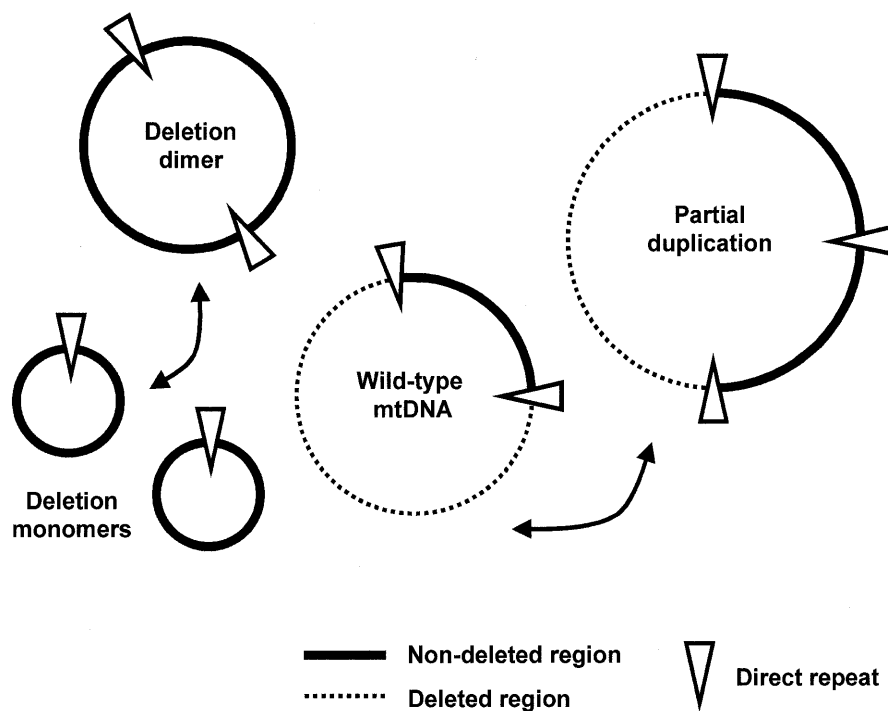 Deletion
dimer
Partial
duplication
Wild-type
mtDNA
Deletion
monomers
Non-deleted region
Deleted region
Direct repeat